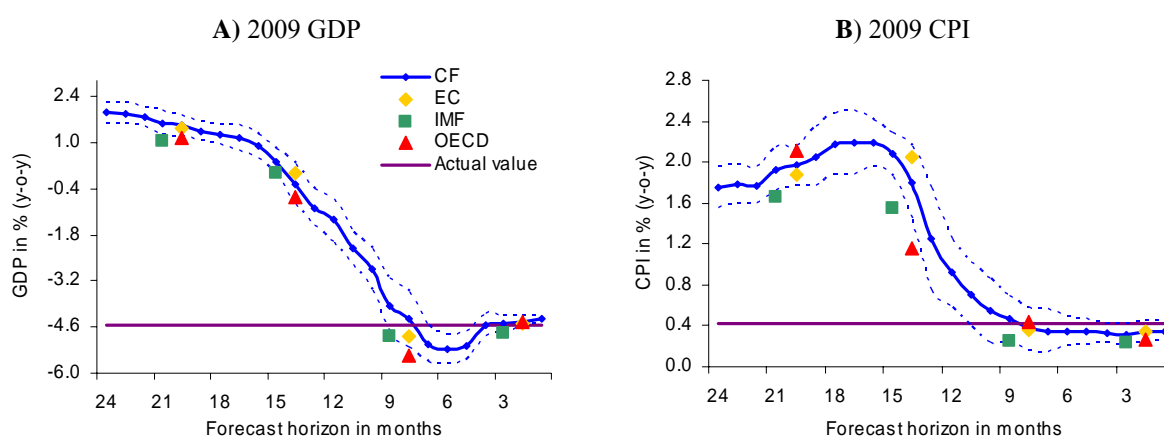 A) 2009 GDP
2.4
1.0
-0.4
-1.8
-3.2
-4.6
-6.0
GDP in % (y-o-y)
24 21 18 15 12 9 6 3
Forecast horizon in months
CF
EC
IMF
OECD
Actual value
B) 2009 CPI
2.8
2.4
2.0
1.6
1.2
0.8
0.4
0.0
CPI in % (y-o-y)
24 21 18 15 12 9 6 3
Forecast horizon in months